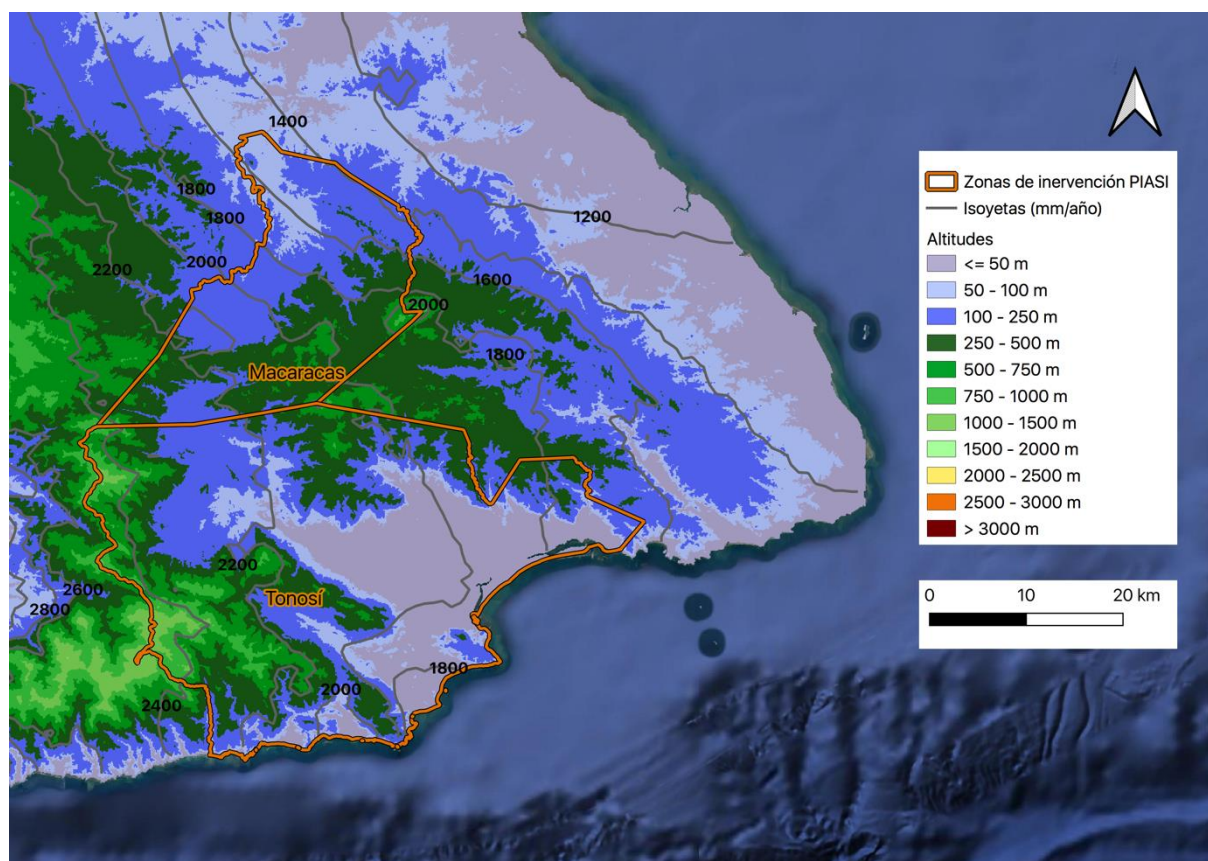 1400
1800
1800
2000
2200
1200
1600
2000
1800
Macaracas
2200
2600
2800
Tonosí
1800
2000
2400
Zonas de inervención PIASI
Isoyetas (mm/año)
Altitudes
<= 50 m
50 - 100 m
100 - 250 m
250 - 500 m
500 - 750 m
750 - 1000 m
1000 - 1500 m
1500 - 2000 m
2000 - 2500 m
2500 - 3000 m
> 3000 m
0 10 20 km